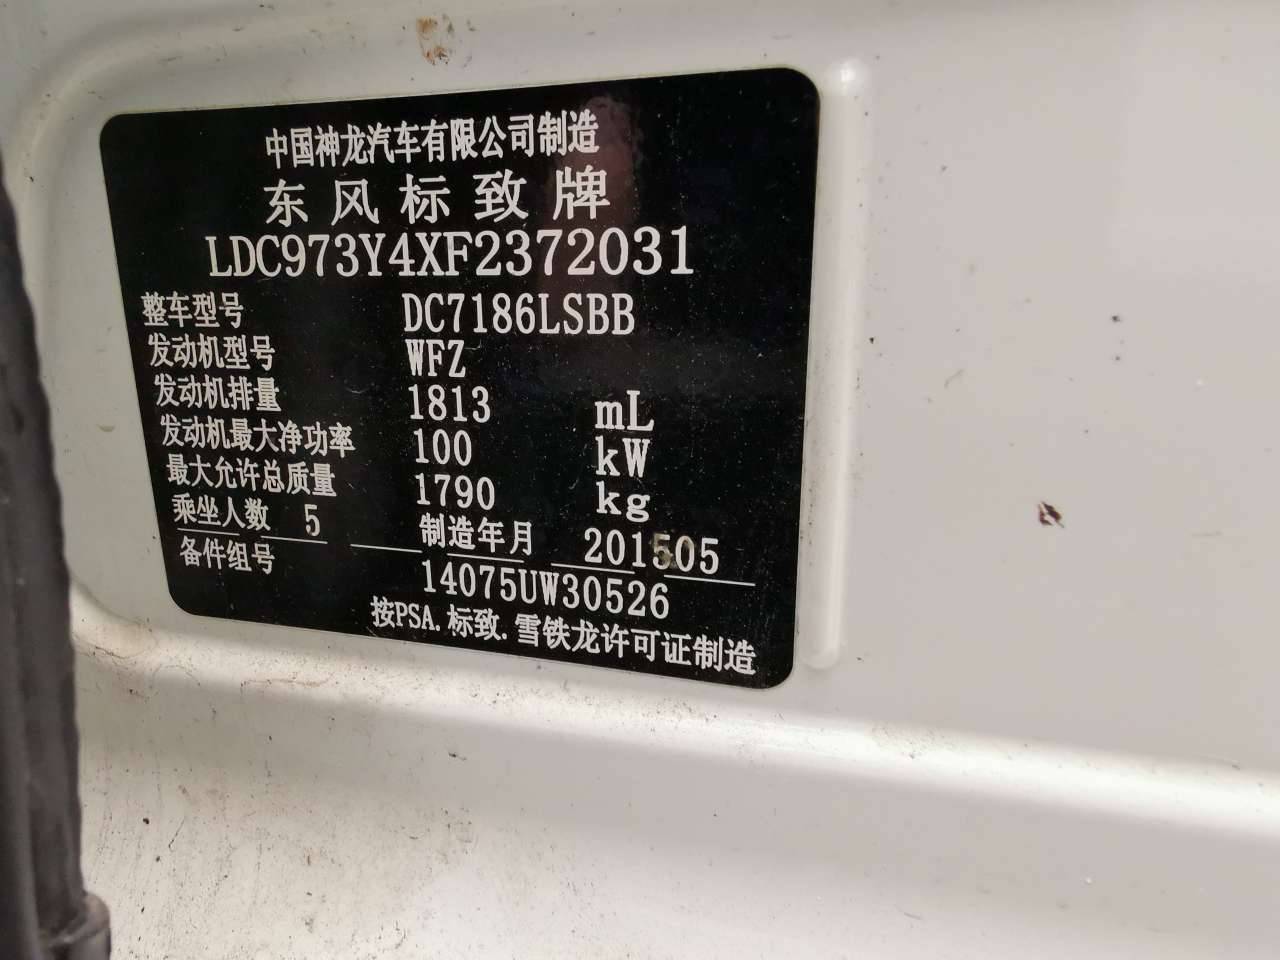 中国神龙汽车有限公司制造
东风标致牌
LDC973Y4XF2372031
整车型号 DC7186LSBB
发动机型号 WFZ
发动机排量 1813 mL
发动机最大净功率 100 kW
最大允许总质量 1790 kg
乘坐人数 5 制造年月 201505
备件组号 14075UW30526
按PSA.标致.雪铁龙许可证制造